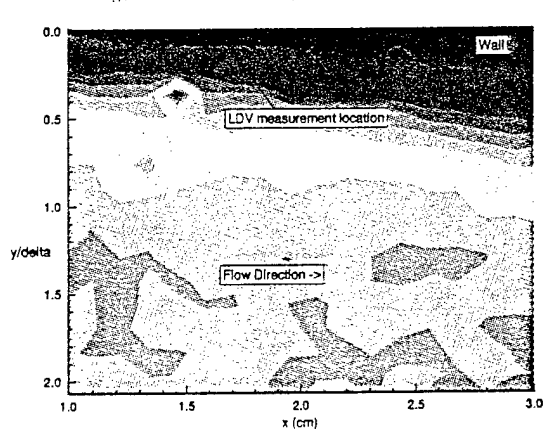 0.0
Wall
0.5
LDV measurement location
1.0
y/delta
Flow Direction ->
1.5
2.0
1.0 1.5 2.0 2.5 3.0
x (cm)